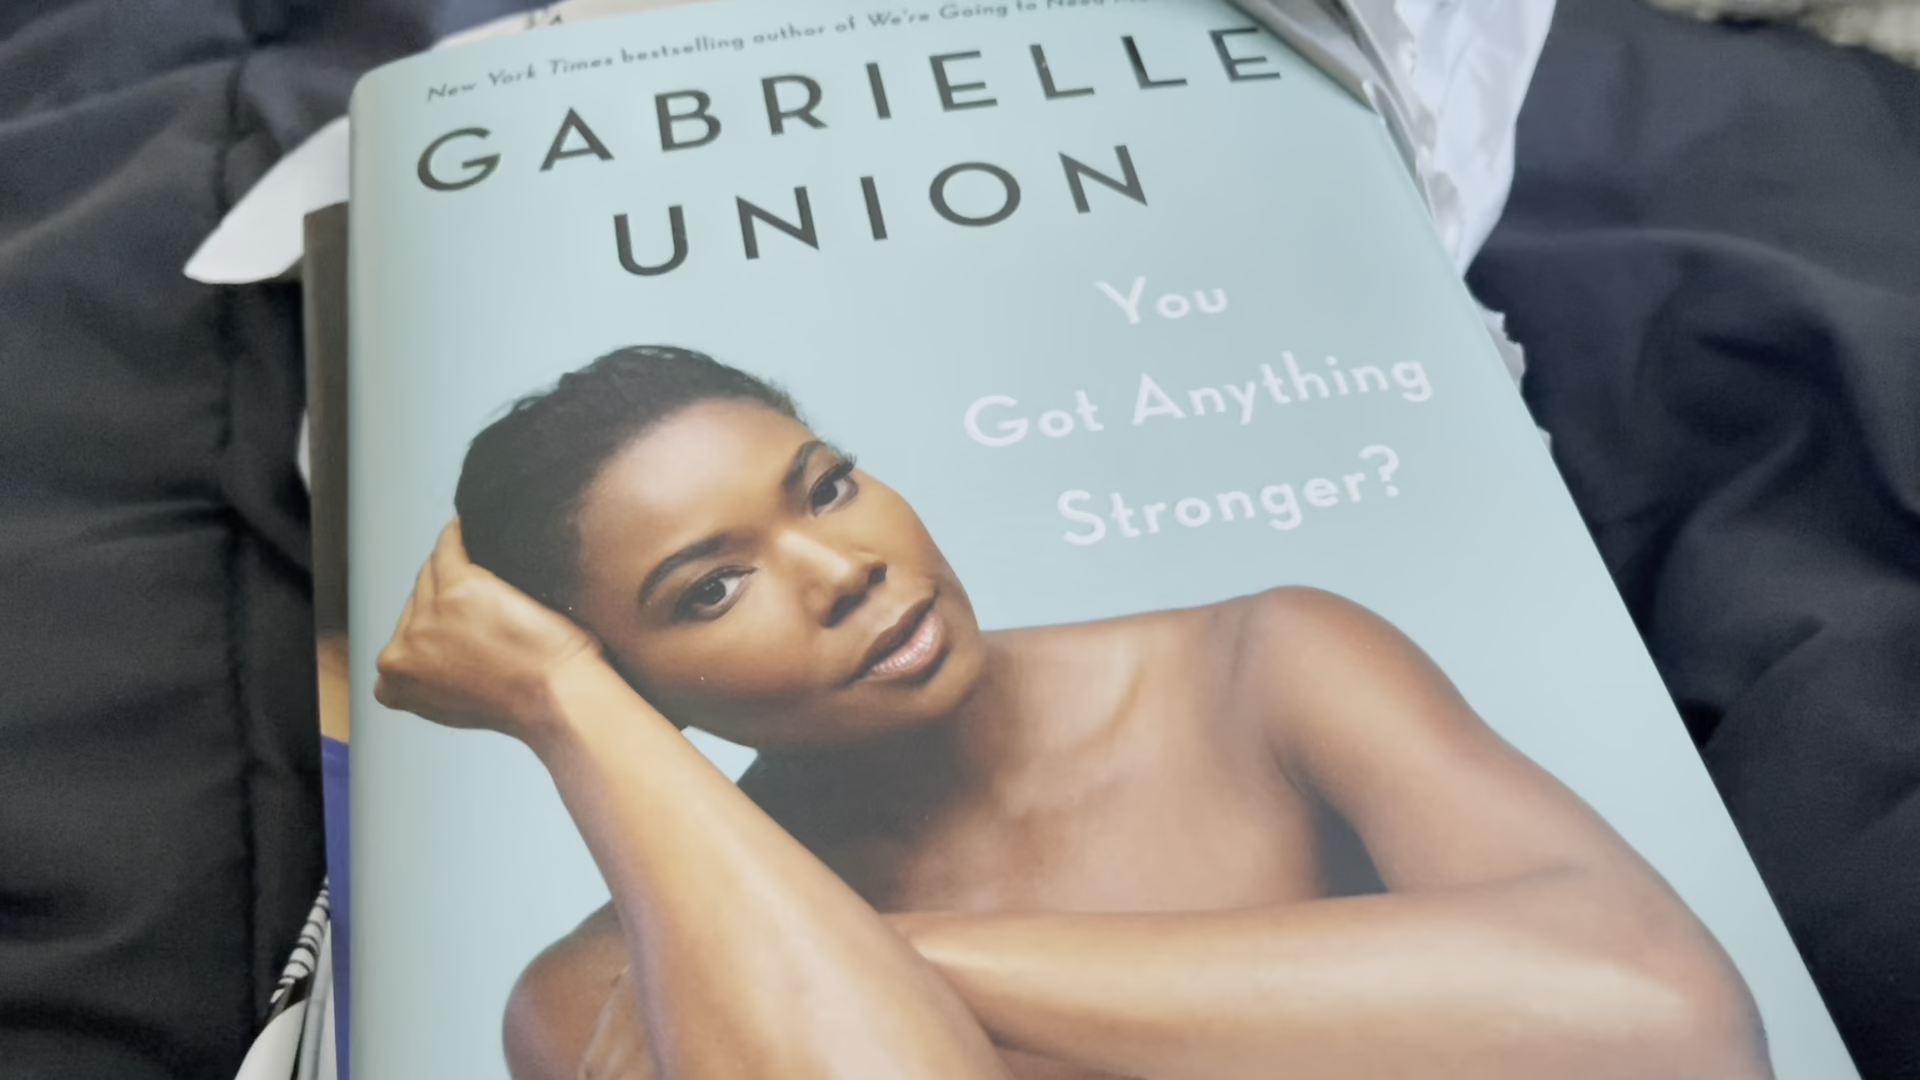 New York Times bestselling author of We're Going to Need
GABRIELLE
UNION
You
Got Anything
Stronger?